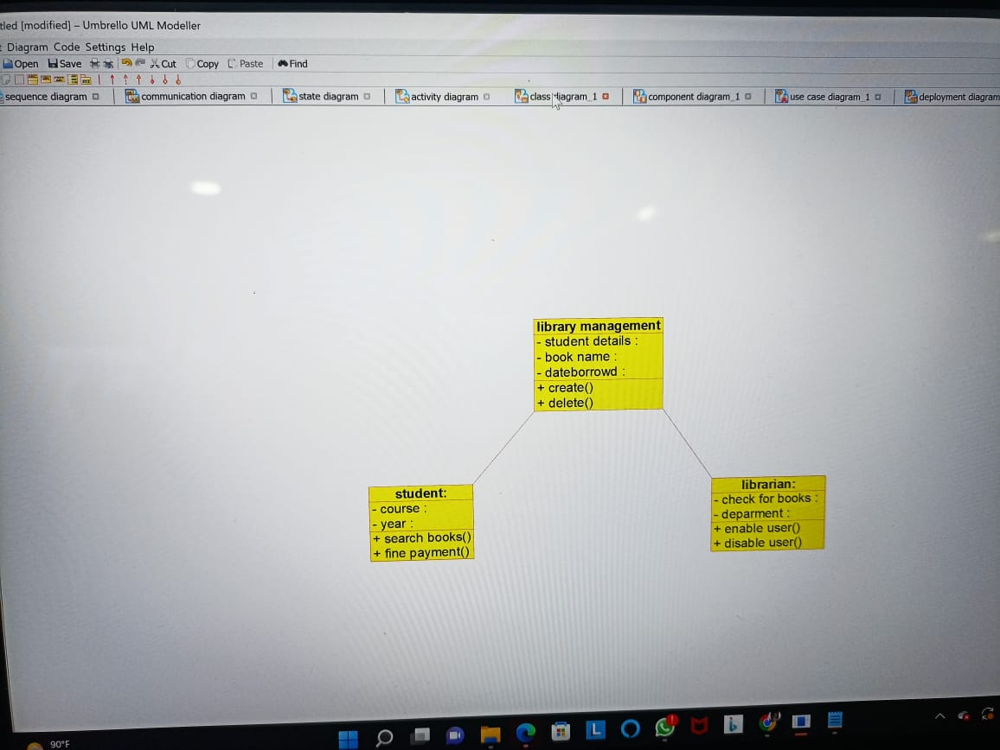 tled [modified] – Umbrello UML Modeller
Diagram Code Settings Help
Open Save Cut Copy Paste Find
sequence diagram communication diagram state diagram activity diagram class diagram_1 component diagram_1 use case diagram_1 deployment diagram
library management
- student details :
- book name :
- dateborrowd :
+ create()
+ delete()
student:
- course :
- year :
+ search books()
+ fine payment()
librarian:
- check for books :
- deparment :
+ enable user()
+ disable user()
90°F